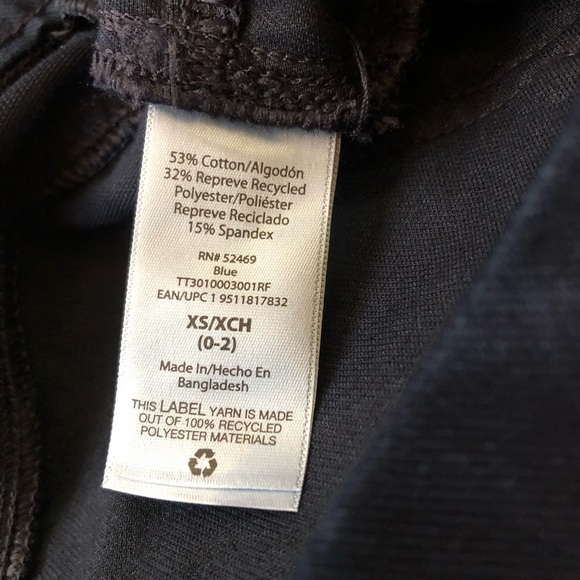 53% Cotton/Algodón
32% Repreve Recycled
Polyester/Poliéster
Repreve Reciclado
15% Spandex
RN# 52469
Blue
TT3010003001RF
EAN/UPC 1 9511817832
XS/XCH
(0-2)
Made In/Hecho En
Bangladesh
THIS LABEL YARN IS MADE
OUT OF 100% RECYCLED
POLYESTER MATERIALS